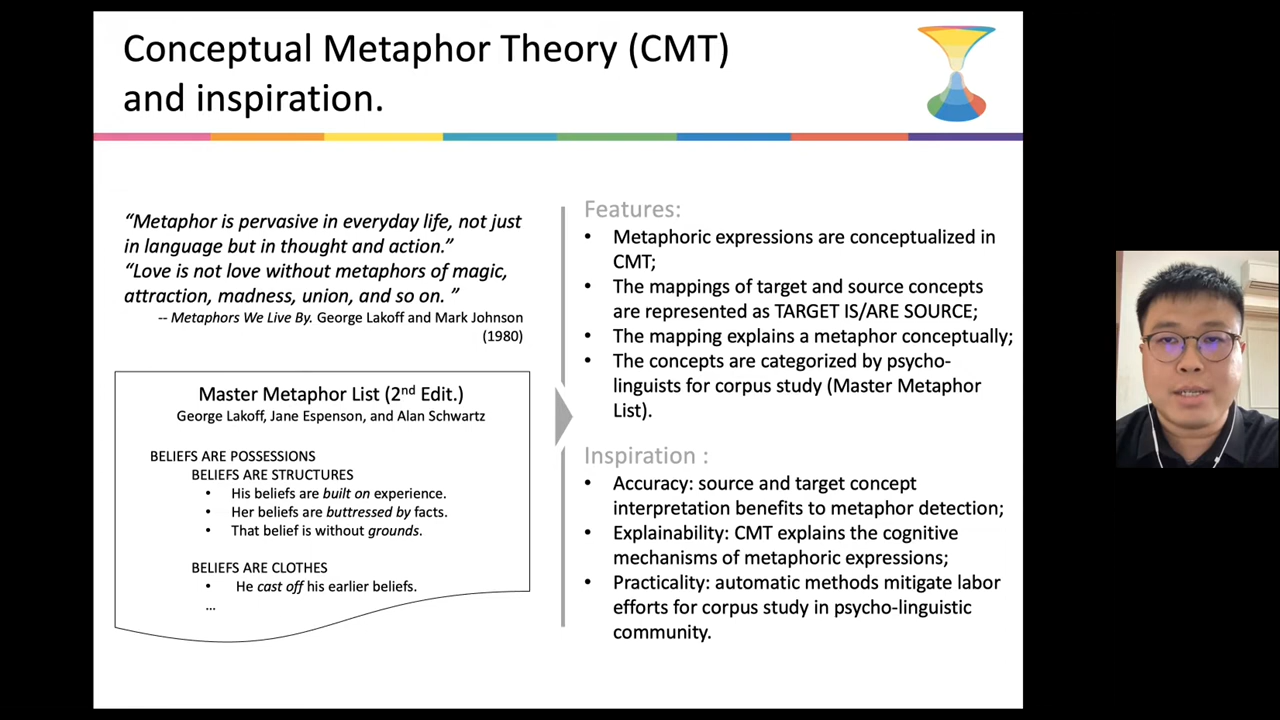 Conceptual Metaphor Theory (CMT)
and inspiration.
“Metaphor is pervasive in everyday life, not just
in language but in thought and action.”
“Love is not love without metaphors of magic,
attraction, madness, union, and so on. ”
-- Metaphors We Live By. George Lakoff and Mark Johnson
(1980)
Master Metaphor List (2nd Edit.)
George Lakoff, Jane Espenson, and Alan Schwartz
BELIEFS ARE POSSESSIONS
BELIEFS ARE STRUCTURES
• His beliefs are built on experience.
• Her beliefs are buttressed by facts.
• That belief is without grounds.
BELIEFS ARE CLOTHES
• He cast off his earlier beliefs.
...
Features:
• Metaphoric expressions are conceptualized in
CMT;
• The mappings of target and source concepts
are represented as TARGET IS/ARE SOURCE;
• The mapping explains a metaphor conceptually;
• The concepts are categorized by psycho-
linguists for corpus study (Master Metaphor
List).
Inspiration :
• Accuracy: source and target concept
interpretation benefits to metaphor detection;
• Explainability: CMT explains the cognitive
mechanisms of metaphoric expressions;
• Practicality: automatic methods mitigate labor
efforts for corpus study in psycho-linguistic
community.